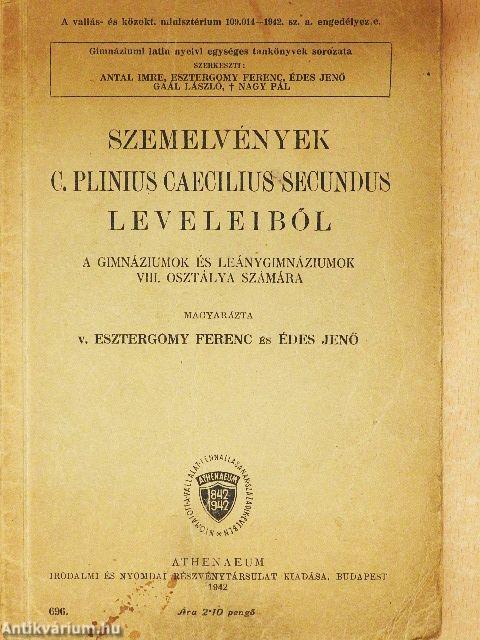 A vallás- és közokt. minisztérium 109.014—1942. sz. a. engedélyezve.
Gimnáziumi latin nyelvi egységes tankönyvek sorozata
SZERKESZTI:
ANTAL IMRE, ESZTERGOMY FERENC, ÉDES JENŐ
GAÁL LÁSZLÓ, † NAGY PÁL
SZEMELVÉNYEK
C. PLINIUS CAECILIUS SECUNDUS
LEVELEIBŐL
A GIMNÁZIUMOK ÉS LEÁNYGIMNÁZIUMOK
VIII. OSZTÁLYA SZÁMÁRA
MAGYARÁZTA
v. ESZTERGOMY FERENC és ÉDES JENŐ
ATHENAEUM
1842
1942
ATHENAEUM
IRODALMI ÉS NYOMDAI RÉSZVÉNYTÁRSULAT KIADÁSA, BUDAPEST
1942
696.
Ára 2·10 pengő
Antikvárium.hu